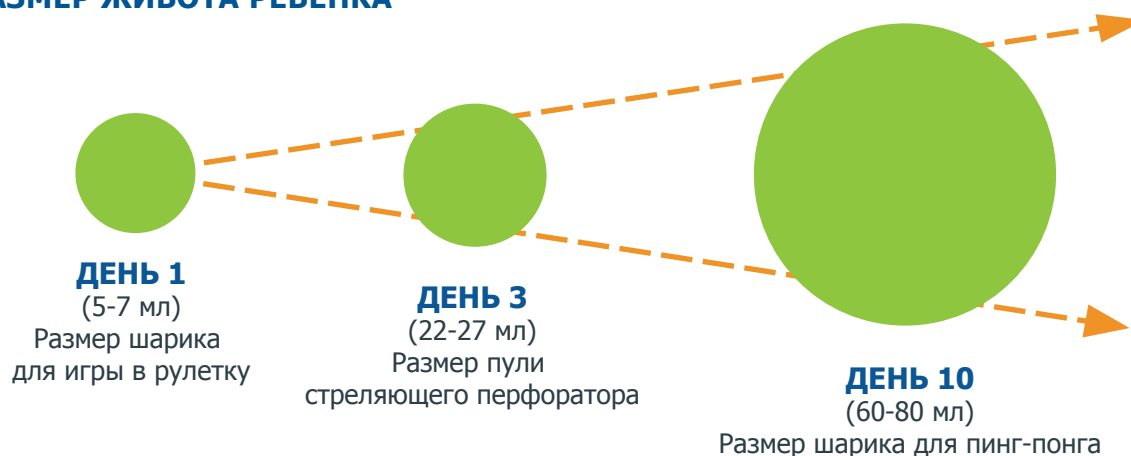 АЗМЕР ЖИВОТА РЕБЕНКА
ДЕНЬ 1
(5-7 мл)
Размер шарика
для игры в рулетку
ДЕНЬ 3
(22-27 мл)
Размер пули
стреляющего перфоратора
ДЕНЬ 10
(60-80 мл)
Размер шарика для пинг-понга